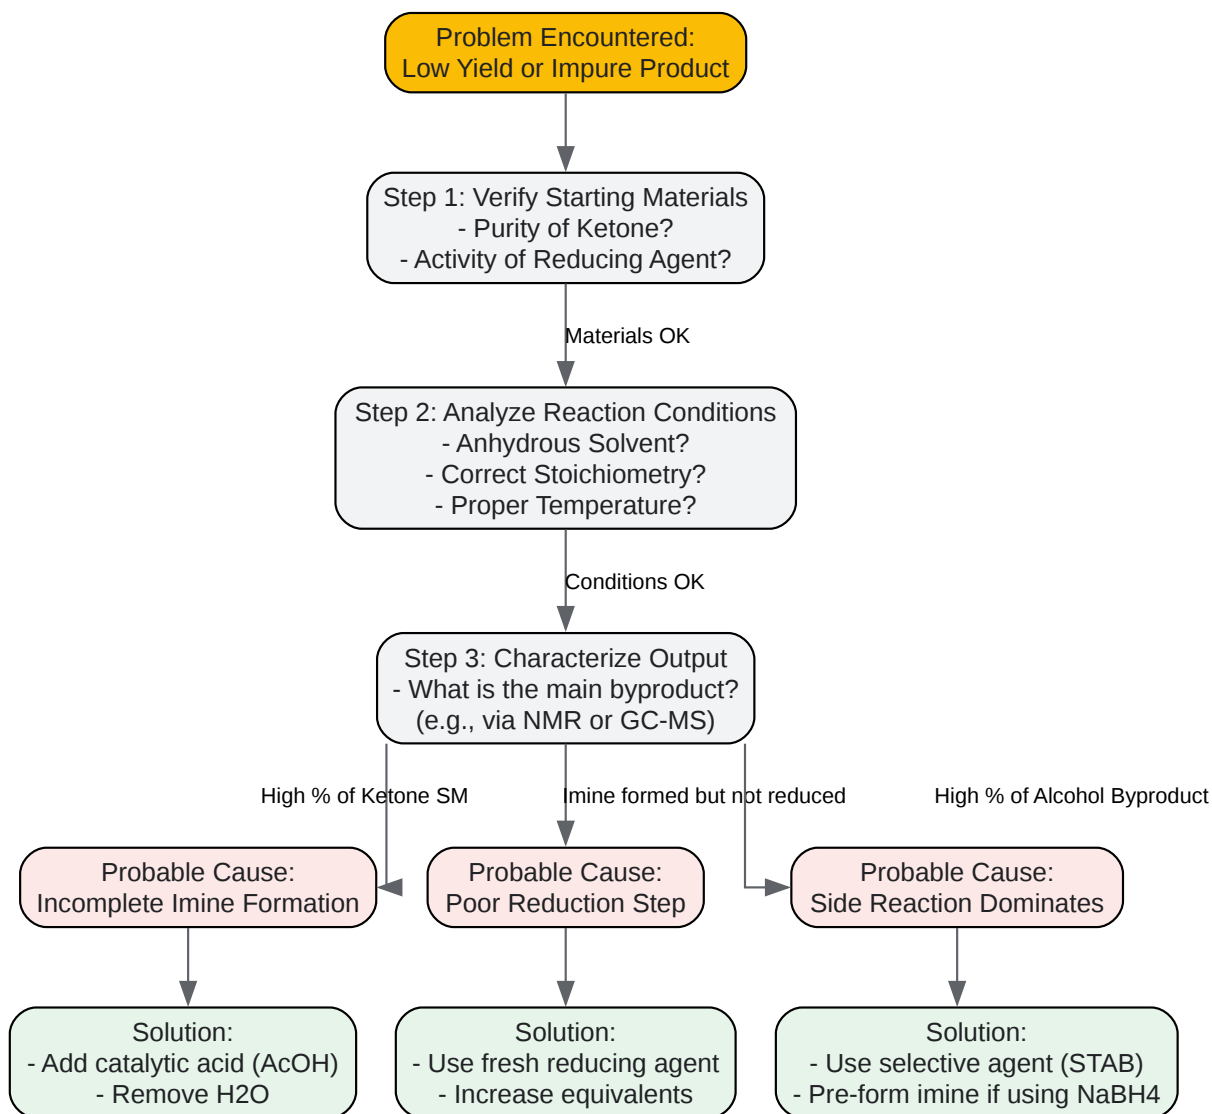 Problem Encountered:
Low Yield or Impure Product
Step 1: Verify Starting Materials
- Purity of Ketone?
- Activity of Reducing Agent?
Materials OK
Step 2: Analyze Reaction Conditions
- Anhydrous Solvent?
- Correct Stoichiometry?
- Proper Temperature?
Conditions OK
Step 3: Characterize Output
- What is the main byproduct?
(e.g., via NMR or GC-MS)
High % of Ketone SM
Imine formed but not reduced
High % of Alcohol Byproduct
Probable Cause:
Incomplete Imine Formation
Probable Cause:
Poor Reduction Step
Probable Cause:
Side Reaction Dominates
Solution:
- Add catalytic acid (AcOH)
- Remove H2O
Solution:
- Use fresh reducing agent
- Increase equivalents
Solution:
- Use selective agent (STAB)
- Pre-form imine if using NaBH4